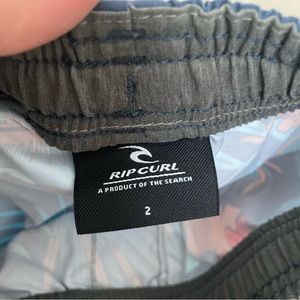 RIP CURL
A PRODUCT OF THE SEARCH
2